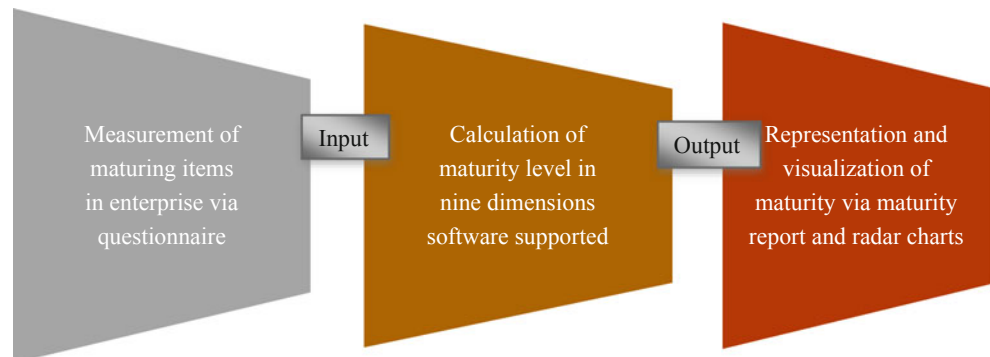 Measurement of
maturing items
in enterprise via
questionnaire
Input
Calculation of
maturity level in
nine dimensions
software supported
Output
Representation and
visualization of
maturity via maturity
report and radar charts